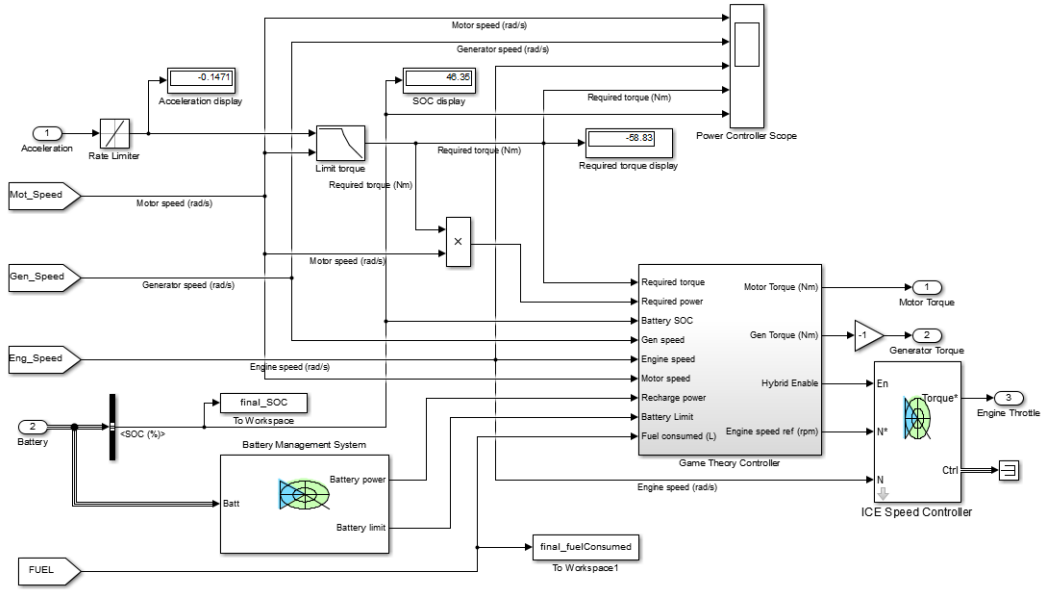 Motor speed (rad/s)
Generator speed (rad/s)
-0.1471
Acceleration display
46.35
SOC display
Required torque (Nm)
Power Controller Scope
1
Acceleration
Rate Limiter
Limit torque
Required torque (Nm)
-58.83
Required torque display
Required torque (Nm)
Mot_Speed
Motor speed (rad/s)
×
Motor speed (rad/s)
Gen_Speed
Generator speed (rad/s)
Required torque
Required power
Battery SOC
Gen speed
Engine speed
Motor speed
Recharge power
Battery Limit
Fuel consumed (L)
Motor Torque (Nm)
Gen Torque (Nm)
Hybrid Enable
Engine speed ref (rpm)
Game Theory Controller
1
Motor Torque
-1
2
Generator Torque
Eng_Speed
Engine speed (rad/s)
En
N*
N
Torque*
Ctrl
ICE Speed Controller
3
Engine Throttle
2
Battery
<SOC (%)>
final_SOC
To Workspace
Battery Management System
Batt
Battery power
Battery limit
Engine speed (rad/s)
FUEL
final_fuelConsumed
To Workspace1